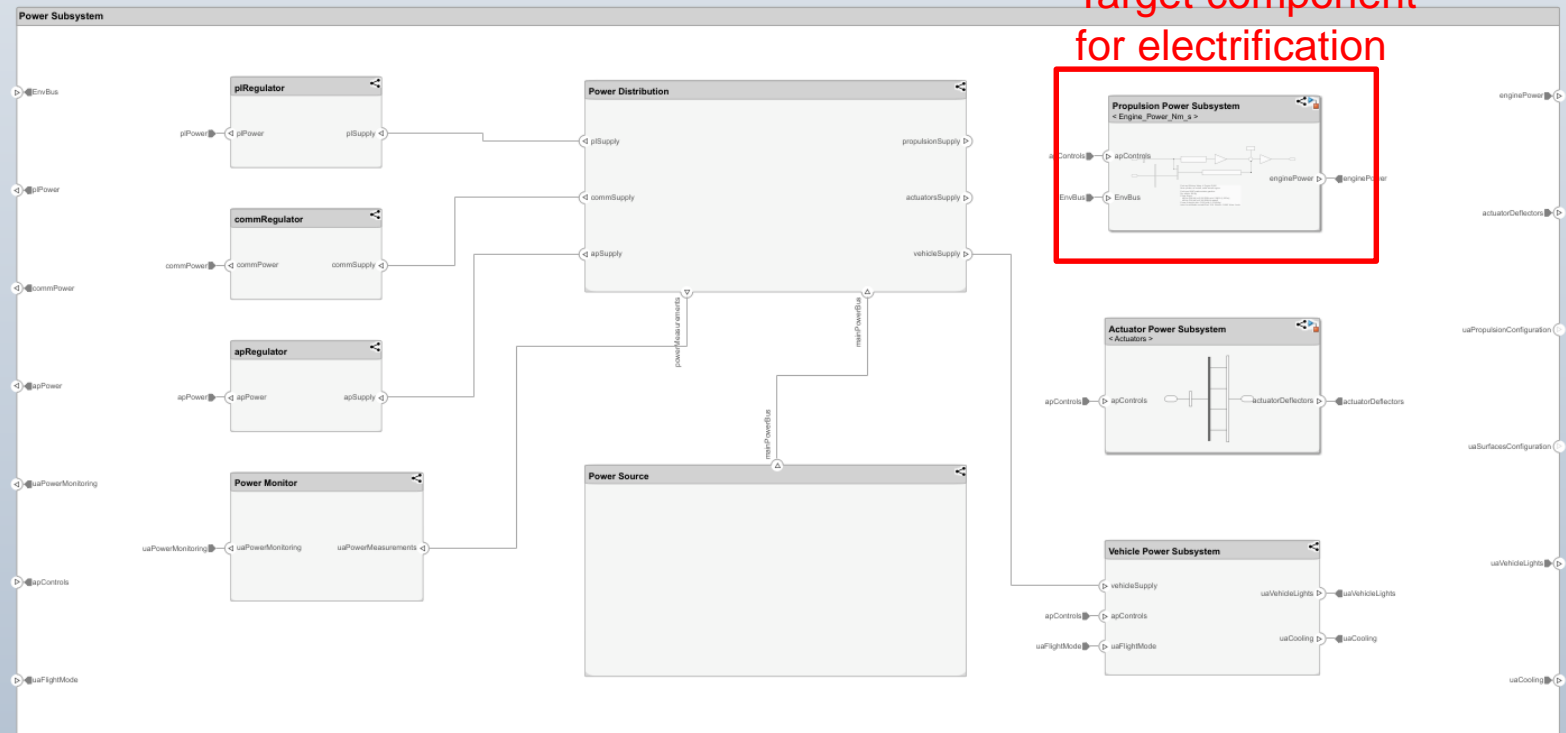 Target component
for electrification
Power Subsystem
EnvBus
plPower
commPower
apPower
uaPowerMonitoring
apControls
uaFlightMode
plRegulator
plPower
plPower
plSupply
commRegulator
commPower
commPower
commSupply
apRegulator
apPower
apPower
apSupply
Power Monitor
uaPowerMonitoring
uaPowerMonitoring
uaPowerMeasurements
Power Distribution
plSupply
commSupply
apSupply
propulsionSupply
actuatorsSupply
vehicleSupply
powerMeasurements
mainPowerBus
mainPowerBus
Power Source
Propulsion Power Subsystem
< Engine_Power_Nm_s >
apControls
apControls
EnvBus
EnvBus
enginePower
enginePower
Actuator Power Subsystem
< Actuators >
apControls
apControls
actuatorDeflectors
actuatorDeflectors
Vehicle Power Subsystem
vehicleSupply
apControls
apControls
uaFlightMode
uaFlightMode
uaVehicleLights
uaVehicleLights
uaCooling
uaCooling
enginePower
actuatorDeflectors
uaPropulsionConfiguration
uaSurfacesConfiguration
uaVehicleLights
uaCooling